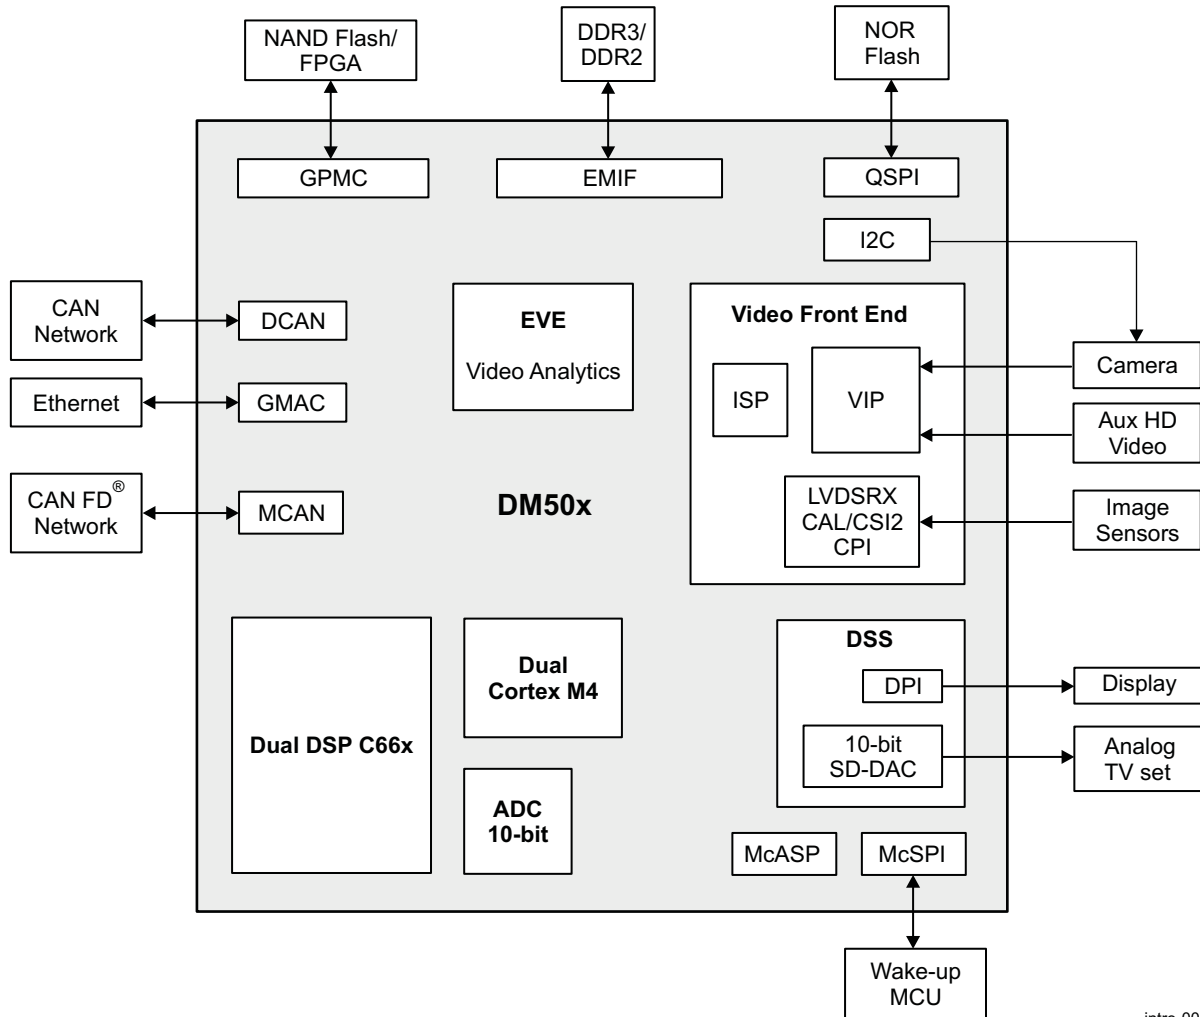 NAND Flash/
FPGA
DDR3/
DDR2
NOR
Flash
GPMC
EMIF
QSPI
I2C
CAN
Network
DCAN
EVE
Video Analytics
Video Front End
ISP
VIP
Camera
Ethernet
GMAC
Aux HD
Video
CAN FD®
Network
MCAN
DM50x
LVDSRX
CAL/CSI2
CPI
Image
Sensors
Dual DSP C66x
Dual
Cortex M4
DSS
DPI
Display
10-bit
SD-DAC
Analog
TV set
ADC
10-bit
McASP
McSPI
Wake-up
MCU